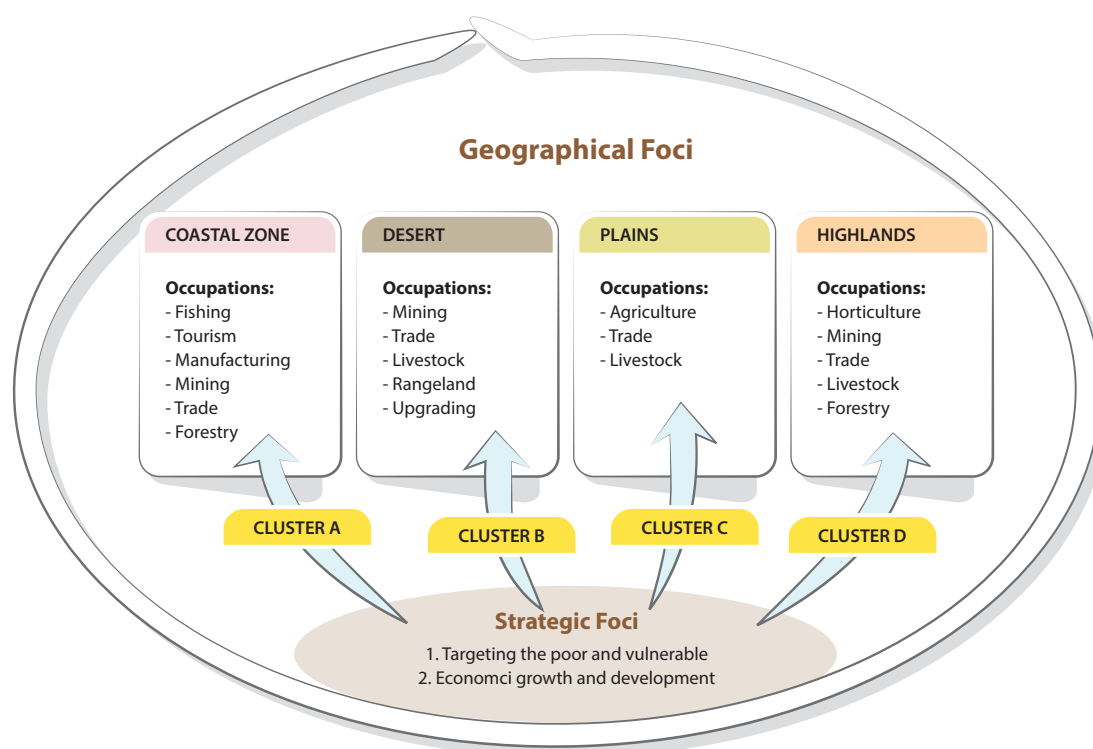 Geographical Foci
COASTAL ZONE
Occupations:
- Fishing
- Tourism
- Manufacturing
- Mining
- Trade
- Forestry
DESERT
Occupations:
- Mining
- Trade
- Livestock
- Rangeland
- Upgrading
PLAINS
Occupations:
- Agriculture
- Trade
- Livestock
HIGHLANDS
Occupations:
- Horticulture
- Mining
- Trade
- Livestock
- Forestry
CLUSTER A
CLUSTER B
CLUSTER C
CLUSTER D
Strategic Foci
1. Targeting the poor and vulnerable
2. Economci growth and development